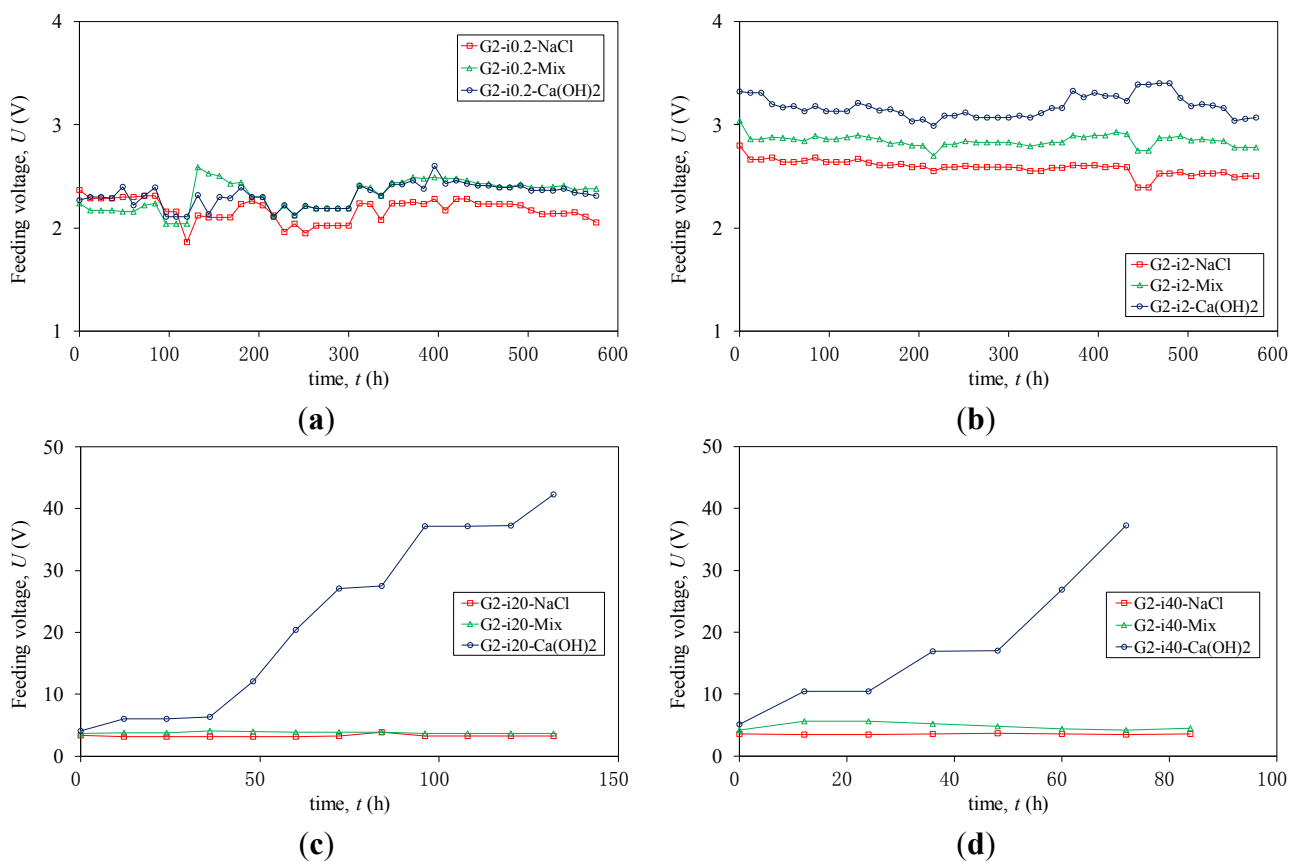 4
3
2
1
Feeding voltage, U (V)
G2-i0.2-NaCl
G2-i0.2-Mix
G2-i0.2-Ca(OH)2
0 100 200 300 400 500 600
time, t (h)
(a)
4
3
2
1
Feeding voltage, U (V)
G2-i2-NaCl
G2-i2-Mix
G2-i2-Ca(OH)2
0 100 200 300 400 500 600
time, t (h)
(b)
50
40
30
20
10
0
Feeding voltage, U (V)
G2-i20-NaCl
G2-i20-Mix
G2-i20-Ca(OH)2
0 50 100 150
time, t (h)
(c)
50
40
30
20
10
0
Feeding voltage, U (V)
G2-i40-NaCl
G2-i40-Mix
G2-i40-Ca(OH)2
0 20 40 60 80 100
time, t (h)
(d)